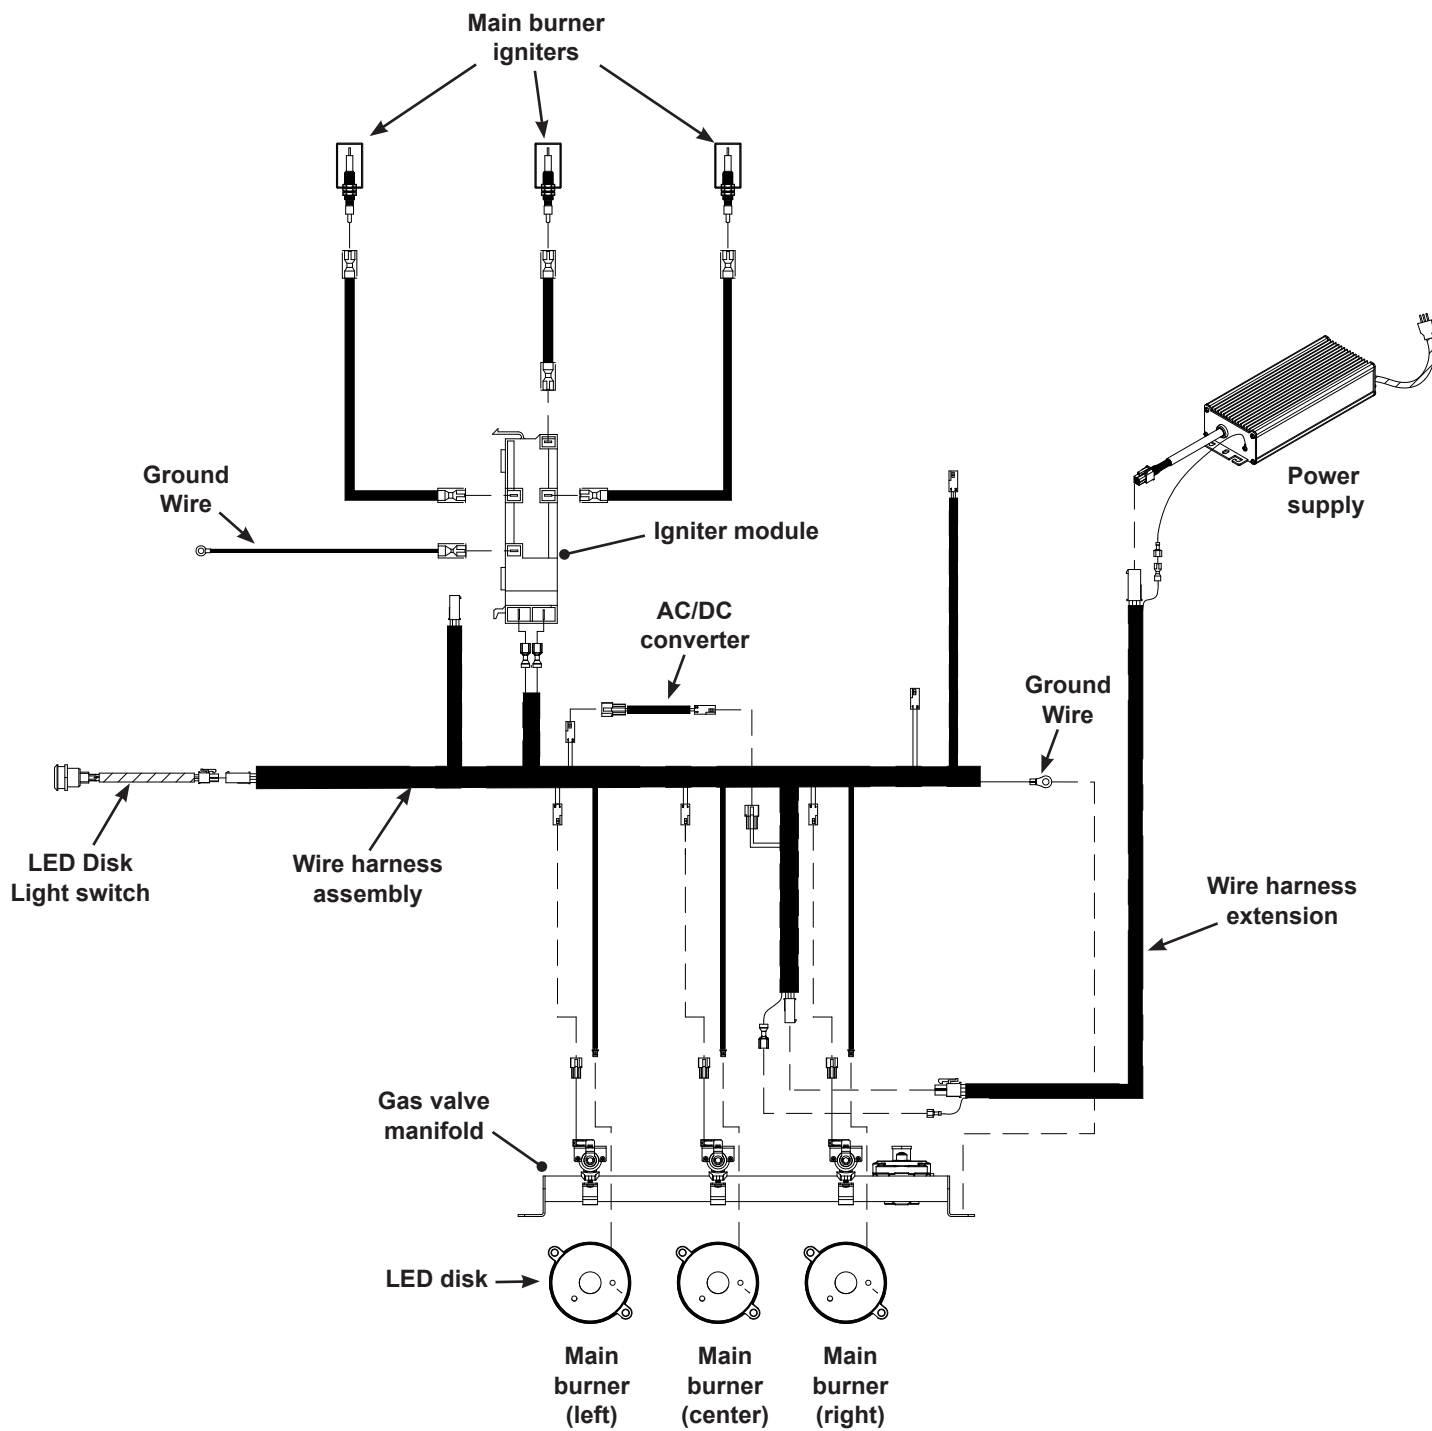 Main burner
igniters
Ground
Wire
Igniter module
Power
supply
AC/DC
converter
Ground
Wire
LED Disk
Light switch
Wire harness
assembly
Wire harness
extension
Gas valve
manifold
LED disk
Main
burner
(left)
Main
burner
(center)
Main
burner
(right)